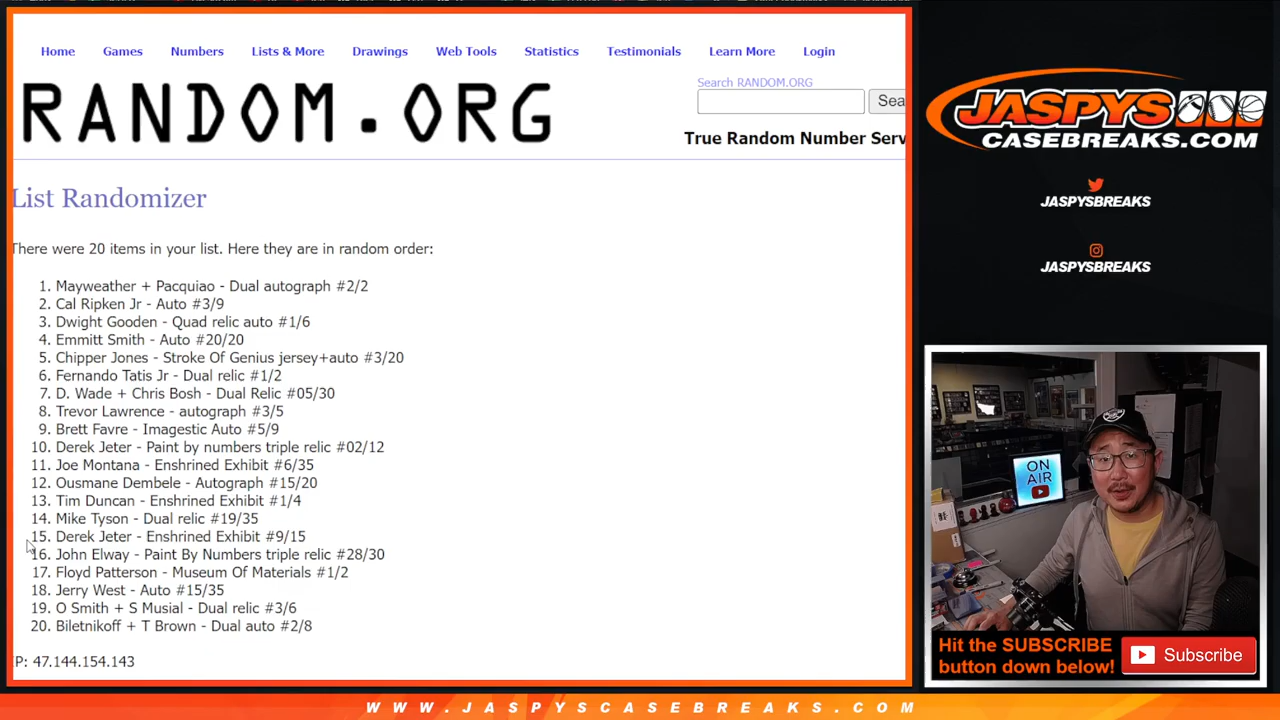 Home Games Numbers Lists & More Drawings Web Tools Statistics Testimonials Learn More Login
Search RANDOM.ORG
RANDOM.ORG
Sea
True Random Number Serv
List Randomizer
There were 20 items in your list. Here they are in random order:
1. Mayweather + Pacquiao - Dual autograph #2/2
2. Cal Ripken Jr - Auto #3/9
3. Dwight Gooden - Quad relic auto #1/6
4. Emmitt Smith - Auto #20/20
5. Chipper Jones - Stroke Of Genius jersey+auto #3/20
6. Fernando Tatis Jr - Dual relic #1/2
7. D. Wade + Chris Bosh - Dual Relic #05/30
8. Trevor Lawrence - autograph #3/5
9. Brett Favre - Imagestic Auto #5/9
10. Derek Jeter - Paint by numbers triple relic #02/12
11. Joe Montana - Enshrined Exhibit #6/35
12. Ousmane Dembele - Autograph #15/20
13. Tim Duncan - Enshrined Exhibit #1/4
14. Mike Tyson - Dual relic #19/35
15. Derek Jeter - Enshrined Exhibit #9/15
16. John Elway - Paint By Numbers triple relic #28/30
17. Floyd Patterson - Museum Of Materials #1/2
18. Jerry West - Auto #15/35
19. O Smith + S Musial - Dual relic #3/6
20. Biletnikoff + T Brown - Dual auto #2/8
IP: 47.144.154.143
JASPYS
CASEBREAKS.COM
JASPYSBREAKS
JASPYSBREAKS
ON
AIR
Hit the SUBSCRIBE
button down below!
Subscribe
WWW.JASPYSCASEBREAKS.COM